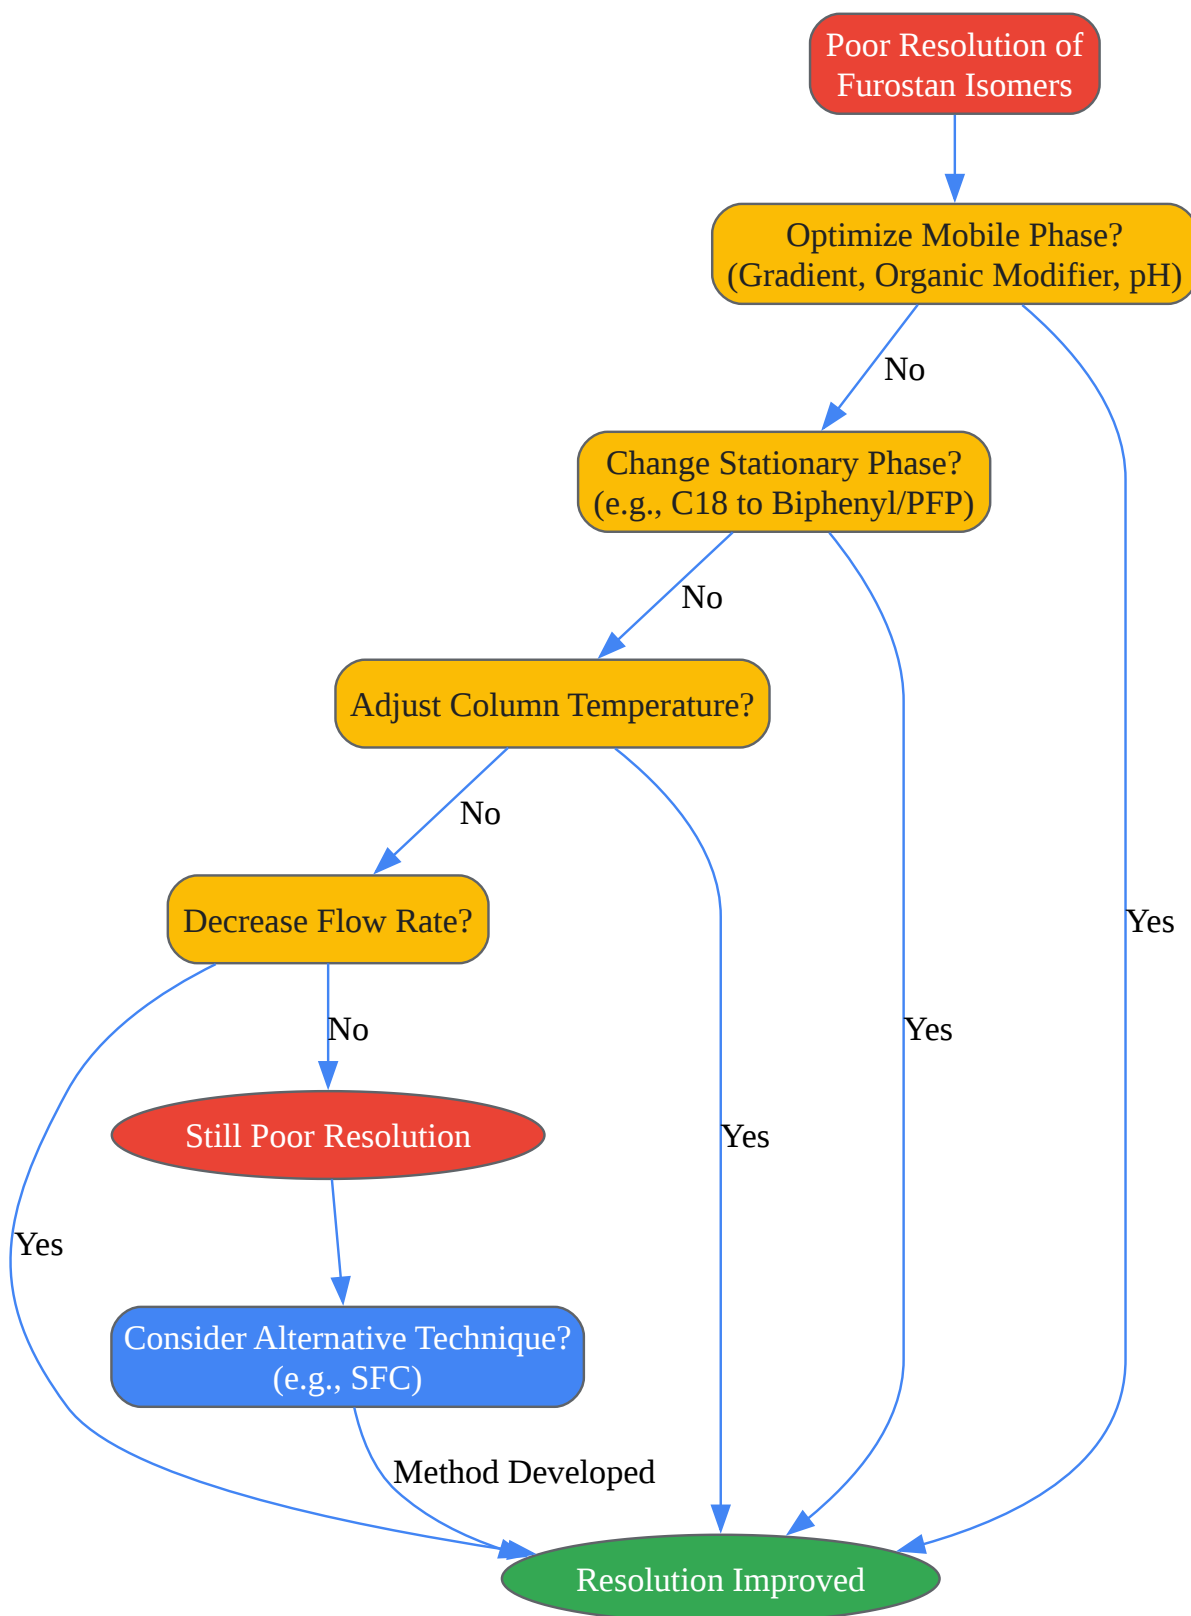 Poor Resolution of
Furostan Isomers
Optimize Mobile Phase?
(Gradient, Organic Modifier, pH)
No
Change Stationary Phase?
(e.g., C18 to Biphenyl/PFP)
No
Adjust Column Temperature?
No
Decrease Flow Rate?
Yes
No
Yes
Still Poor Resolution
Yes
Yes
Consider Alternative Technique?
(e.g., SFC)
Method Developed
Resolution Improved